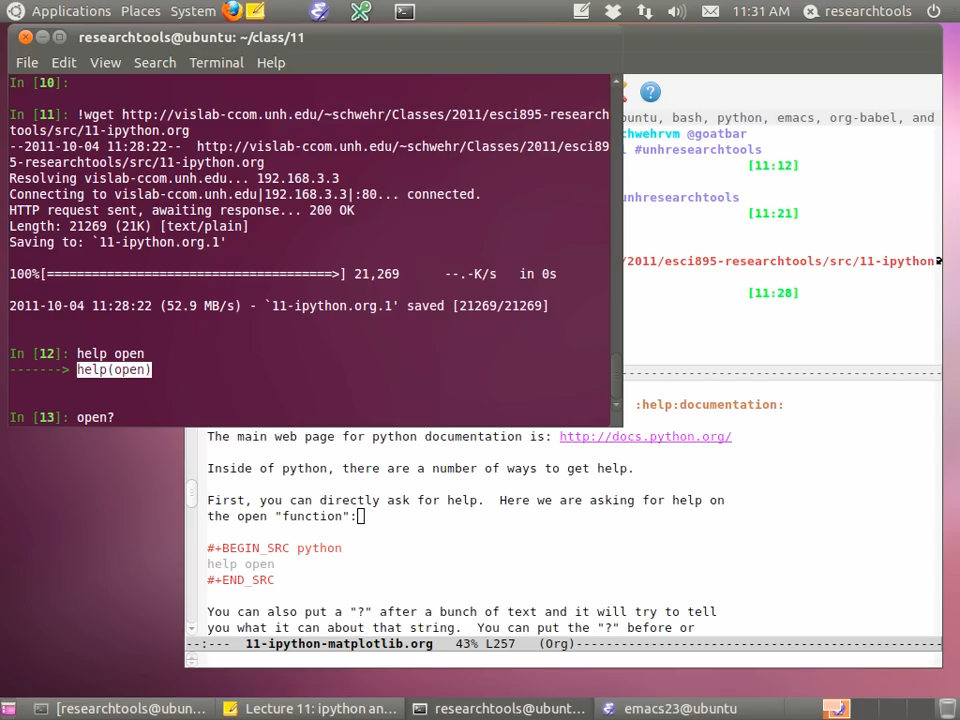 Applications Places System 11:31 AM researchtools
researchtools@ubuntu: ~/class/11
File Edit View Search Terminal Help
In [10]:
In [11]: !wget http://vislab-ccom.unh.edu/~schwehr/Classes/2011/esci895-research
tools/src/11-ipython.org
--2011-10-04 11:28:22-- http://vislab-ccom.unh.edu/~schwehr/Classes/2011/esci89
5-researchtools/src/11-ipython.org
Resolving vislab-ccom.unh.edu... 192.168.3.3
Connecting to vislab-ccom.unh.edu|192.168.3.3|:80... connected.
HTTP request sent, awaiting response... 200 OK
Length: 21269 (21K) [text/plain]
Saving to: `11-ipython.org.1'
100%[=====================================>] 21,269 --.-K/s in 0s
2011-10-04 11:28:22 (52.9 MB/s) - `11-ipython.org.1' saved [21269/21269]
In [12]: help open
-------> help(open)
In [13]: open?
buntu, bash, python, emacs, org-babel, and
chwehrvm @goatbar
l #unhresearchtools
[11:12]
unhresearchtools
[11:21]
/2011/esci895-researchtools/src/11-ipython
[11:28]
:help:documentation:
The main web page for python documentation is: http://docs.python.org/
Inside of python, there are a number of ways to get help.
First, you can directly ask for help. Here we are asking for help on
the open "function":
#+BEGIN_SRC python
help open
#+END_SRC
You can also put a "?" after a bunch of text and it will try to tell
you what it can about that string. You can put the "?" before or
--:--- 11-ipython-matplotlib.org 43% L257 (Org)
[researchtools@ubun... Lecture 11: ipython an... researchtools@ubunt... emacs23@ubuntu